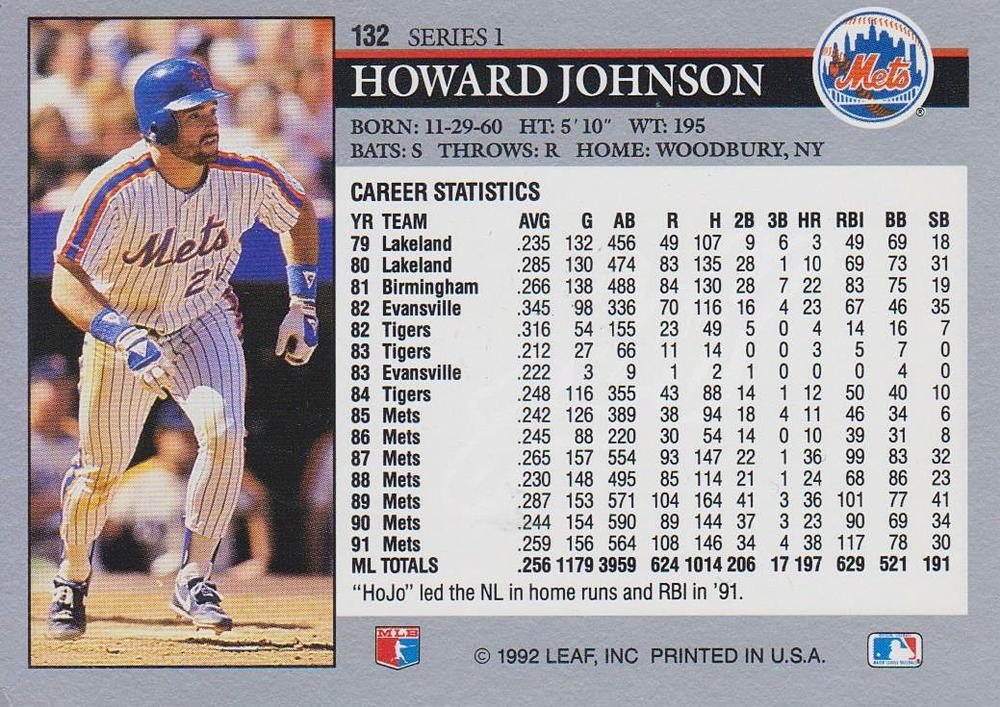 132 SERIES 1
HOWARD JOHNSON
Mets
®
BORN: 11-29-60 HT: 5' 10" WT: 195
BATS: S THROWS: R HOME: WOODBURY, NY
Mets
2
CAREER STATISTICS
YR TEAM AVG G AB R H 2B 3B HR RBI BB SB
79 Lakeland .235 132 456 49 107 9 6 3 49 69 18
80 Lakeland .285 130 474 83 135 28 1 10 69 73 31
81 Birmingham .266 138 488 84 130 28 7 22 83 75 19
82 Evansville .345 98 336 70 116 16 4 23 67 46 35
82 Tigers .316 54 155 23 49 5 0 4 14 16 7
83 Tigers .212 27 66 11 14 0 0 3 5 7 0
83 Evansville .222 3 9 1 2 1 0 0 0 4 0
84 Tigers .248 116 355 43 88 14 1 12 50 40 10
85 Mets .242 126 389 38 94 18 4 11 46 34 6
86 Mets .245 88 220 30 54 14 0 10 39 31 8
87 Mets .265 157 554 93 147 22 1 36 99 83 32
88 Mets .230 148 495 85 114 21 1 24 68 86 23
89 Mets .287 153 571 104 164 41 3 36 101 77 41
90 Mets .244 154 590 89 144 37 3 23 90 69 34
91 Mets .259 156 564 108 146 34 4 38 117 78 30
ML TOTALS .256 1179 3959 624 1014 206 17 197 629 521 191
"HoJo" led the NL in home runs and RBI in '91.
MLB
© 1992 LEAF, INC PRINTED IN U.S.A.